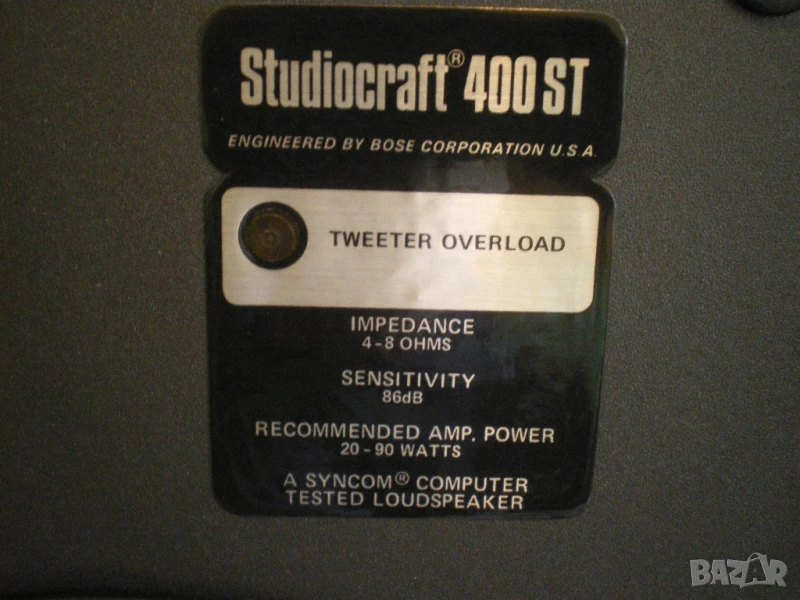 Studiocraft® 400 ST
ENGINEERED BY BOSE CORPORATION U.S.A.
TWEETER OVERLOAD
IMPEDANCE
4-8 OHMS
SENSITIVITY
86dB
RECOMMENDED AMP. POWER
20-90 WATTS
A SYNCOM® COMPUTER
TESTED LOUDSPEAKER
BAZAR